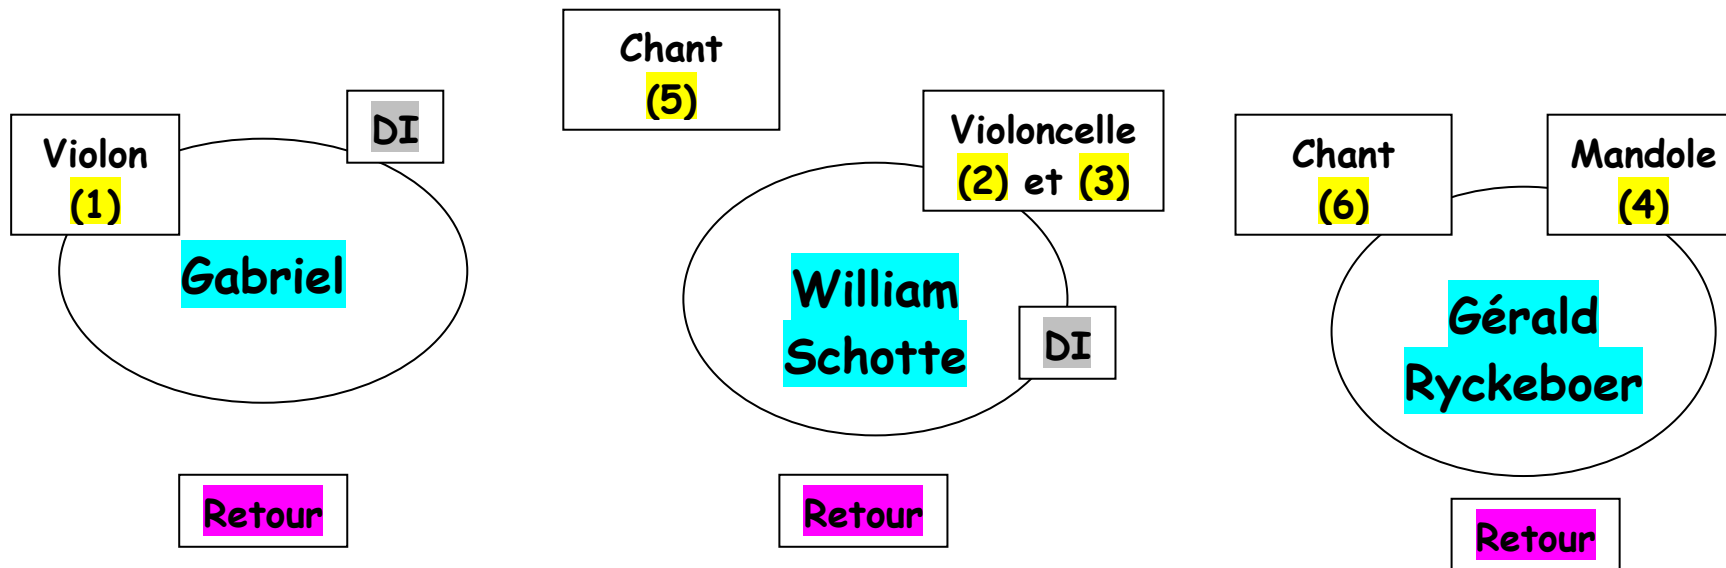 Violon
(1)
DI
Gabriel
Retour
Chant
(5)
Violoncelle
(2) et (3)
William
Schotte
DI
Retour
Chant
(6)
Mandole
(4)
Gérald
Ryckeboer
Retour